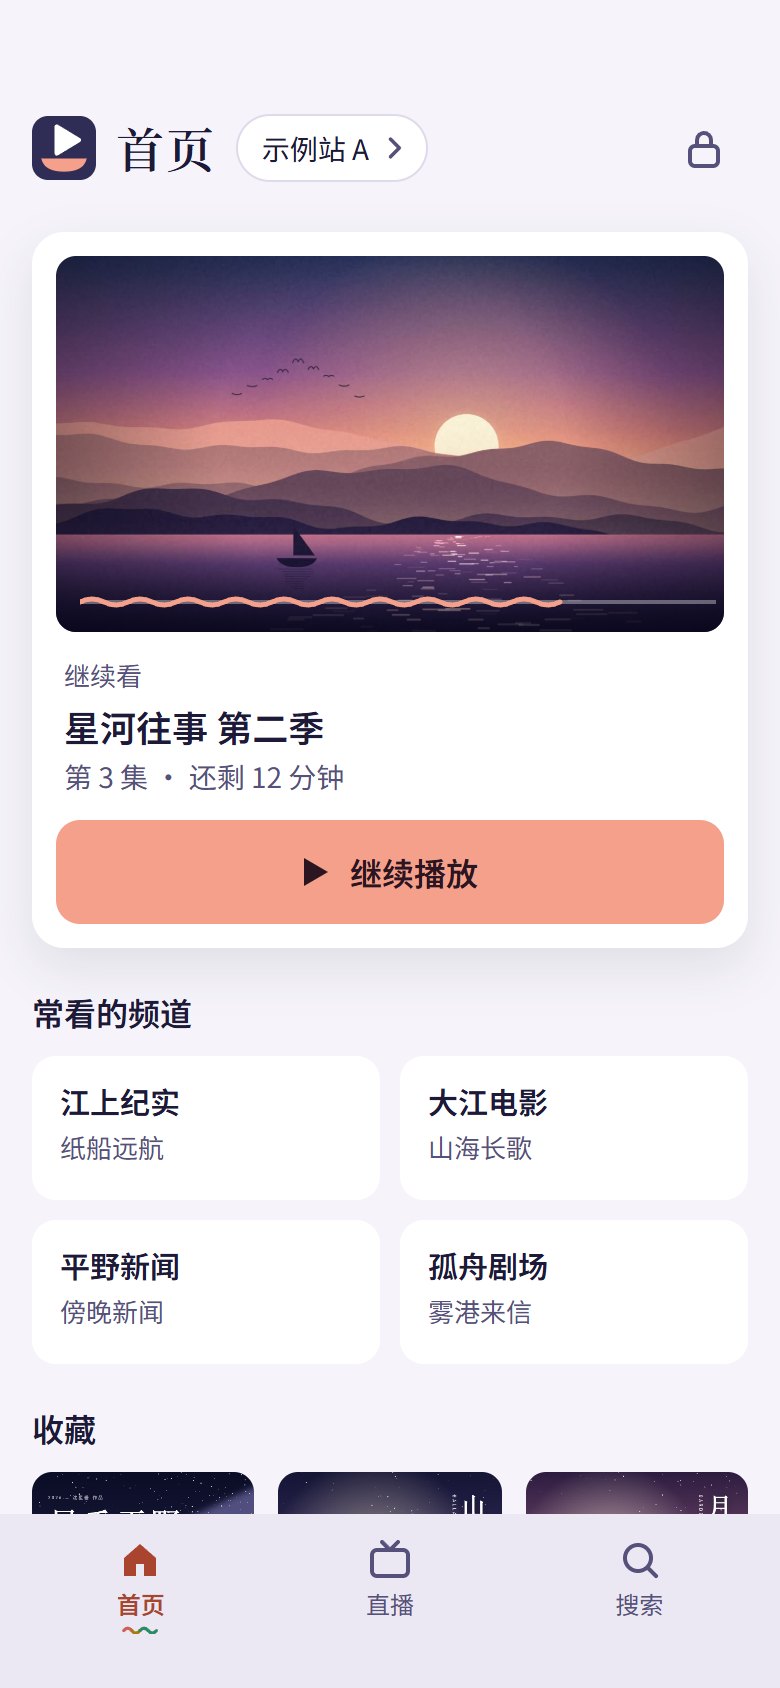 首页
示例站 A
继续看
星河往事 第二季
第 3 集 · 还剩 12 分钟
继续播放
常看的频道
江上纪实
纸船远航
大江电影
山海长歌
平野新闻
傍晚新闻
孤舟剧场
雾港来信
收藏
山
月
首页
直播
搜索